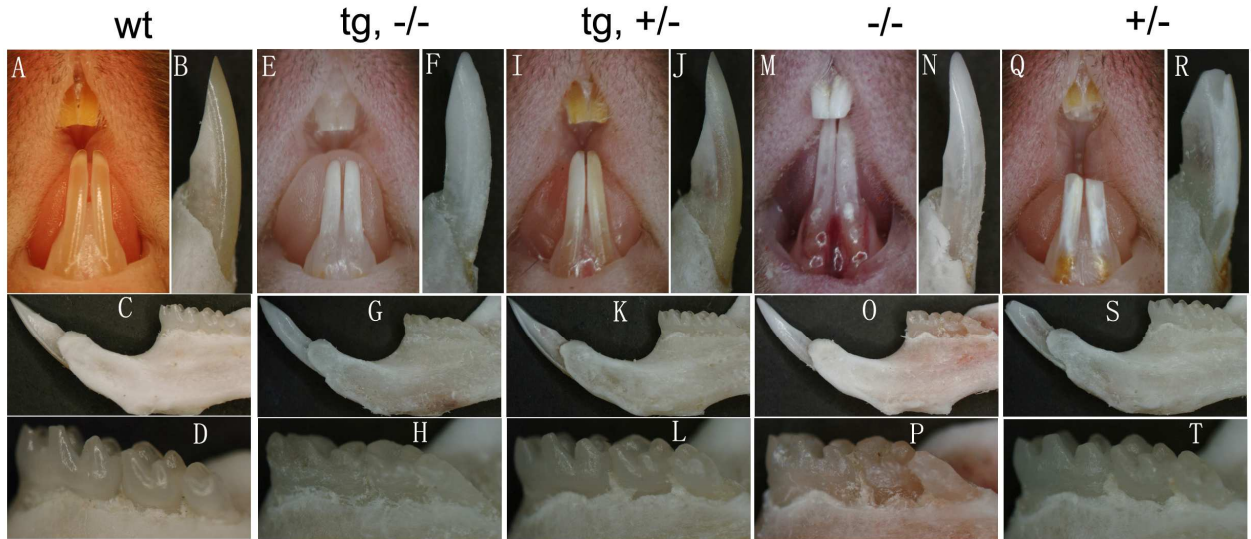 wt tg, -/- tg, +/- -/- +/-
A B E F I J M N Q R
C G K O S
D H L P T